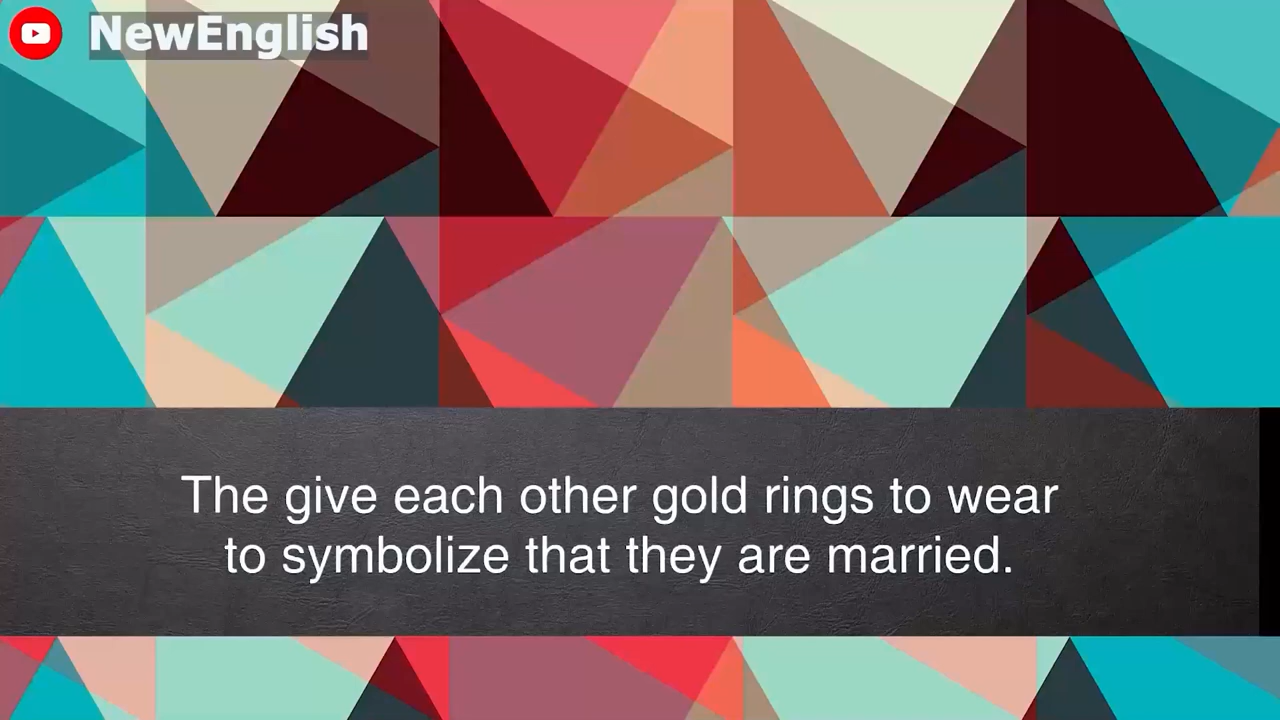 NewEnglish
The give each other gold rings to wear
to symbolize that they are married.